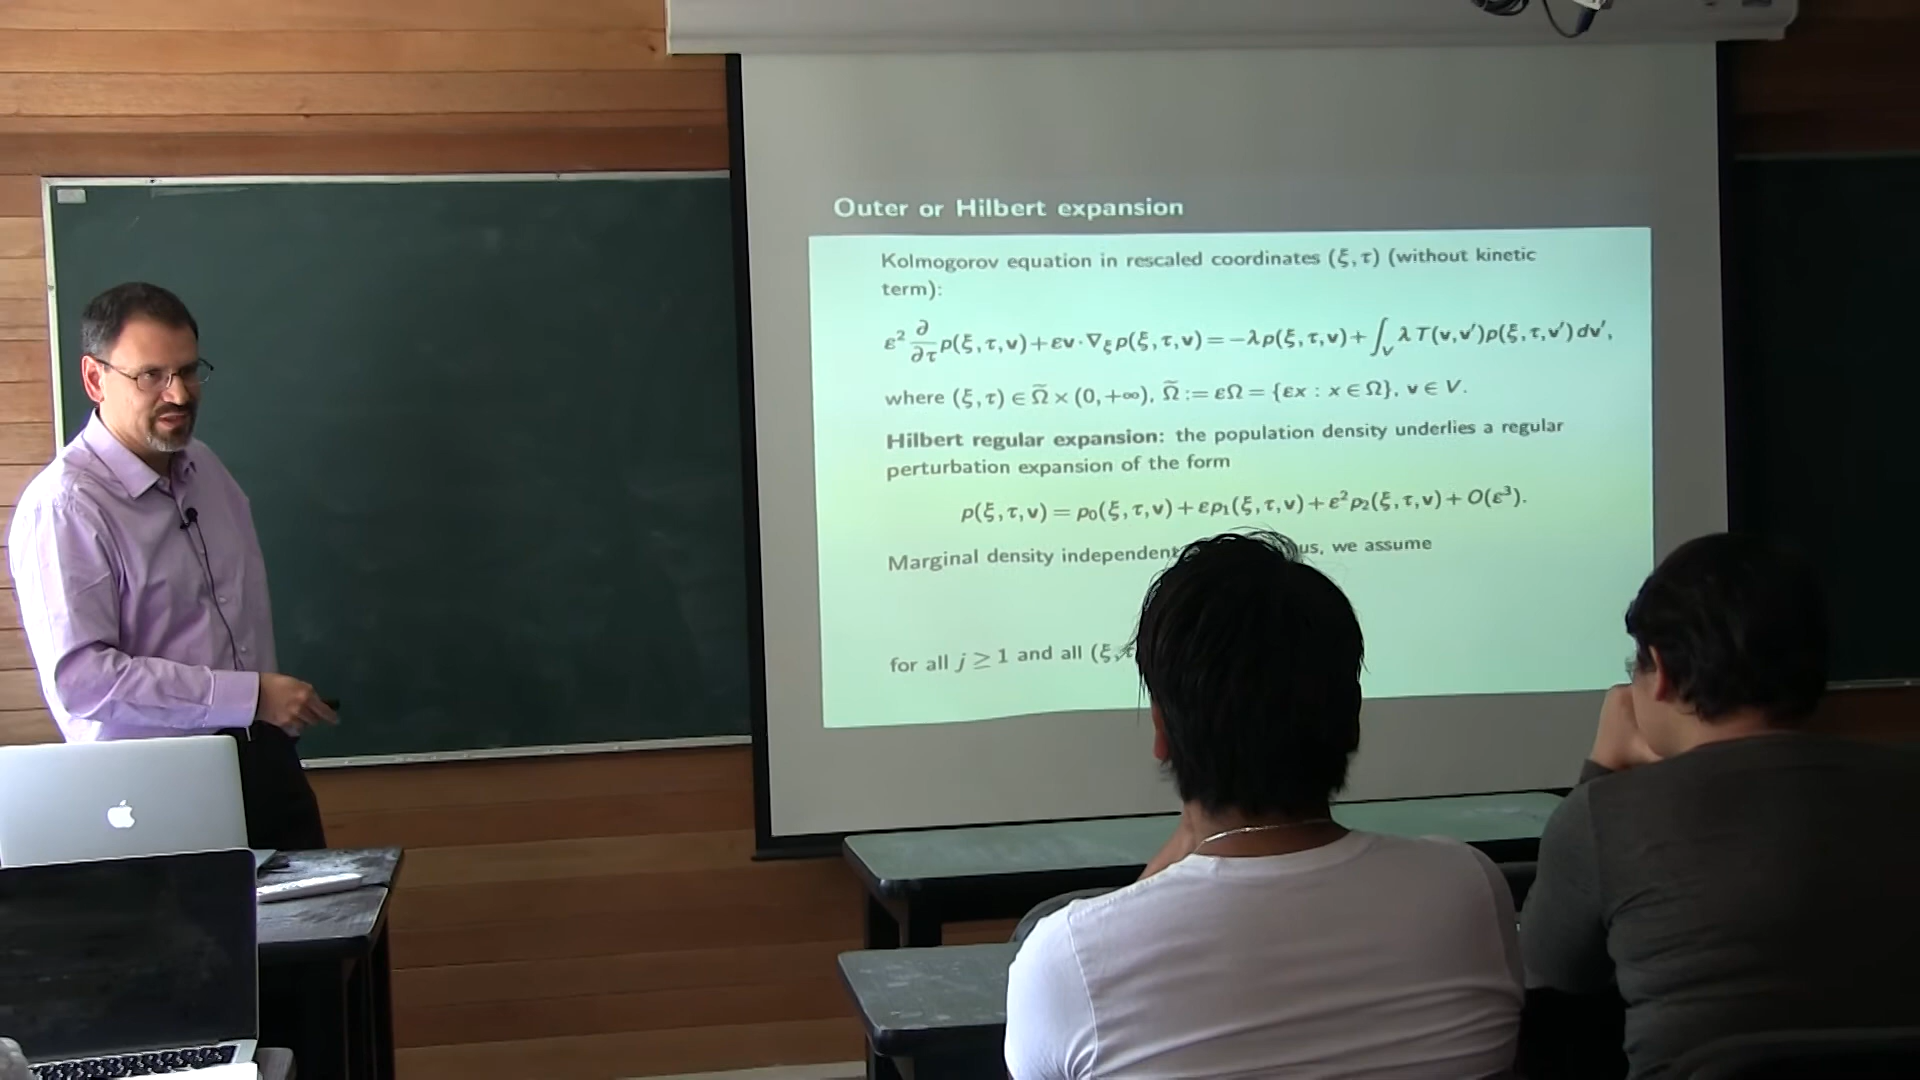 Outer or Hilbert expansion
Kolmogorov equation in rescaled coordinates (ξ, τ) (without kinetic
term):
ε² ∂/∂τ p(ξ, τ, v) + εv · ∇_ξ p(ξ, τ, v) = −λp(ξ, τ, v) + ∫_V λ T(v, v′)p(ξ, τ, v′) dv′,
where (ξ, τ) ∈ Ω̃ × (0, +∞), Ω̃ := εΩ = {εx : x ∈ Ω}, v ∈ V.
Hilbert regular expansion: the population density underlies a regular
perturbation expansion of the form
p(ξ, τ, v) = p₀(ξ, τ, v) + εp₁(ξ, τ, v) + ε²p₂(ξ, τ, v) + O(ε³).
Marginal density independent we assume
for all j ≥ 1 and all (ξ, τ